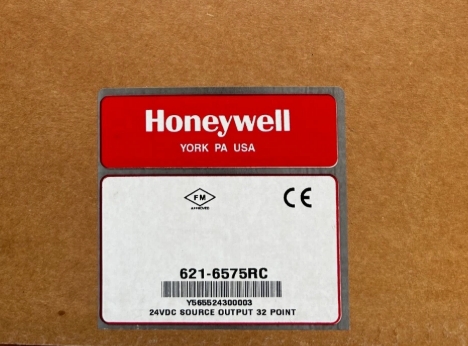 Honeywell
YORK PA USA
FM
APPROVED
CE
621-6575RC
Y565524300003
24VDC SOURCE OUTPUT 32 POINT